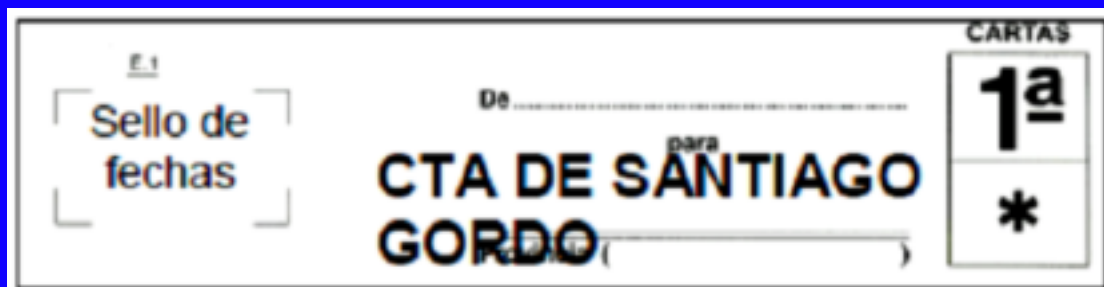 CARTAS
E.1
Sello de
fechas
De
para
CTA DE SANTIAGO
GORDO
( )
1ª
*